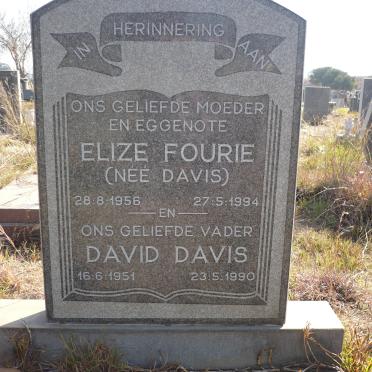 IN HERINNERING AAN
ONS GELIEFDE MOEDER
EN EGGENOTE
ELIZE FOURIE
(NEÉ DAVIS)
28·8·1956 27·5·1994
— EN —
ONS GELIEFDE VADER
DAVID DAVIS
16·6·1951 23·5·1990